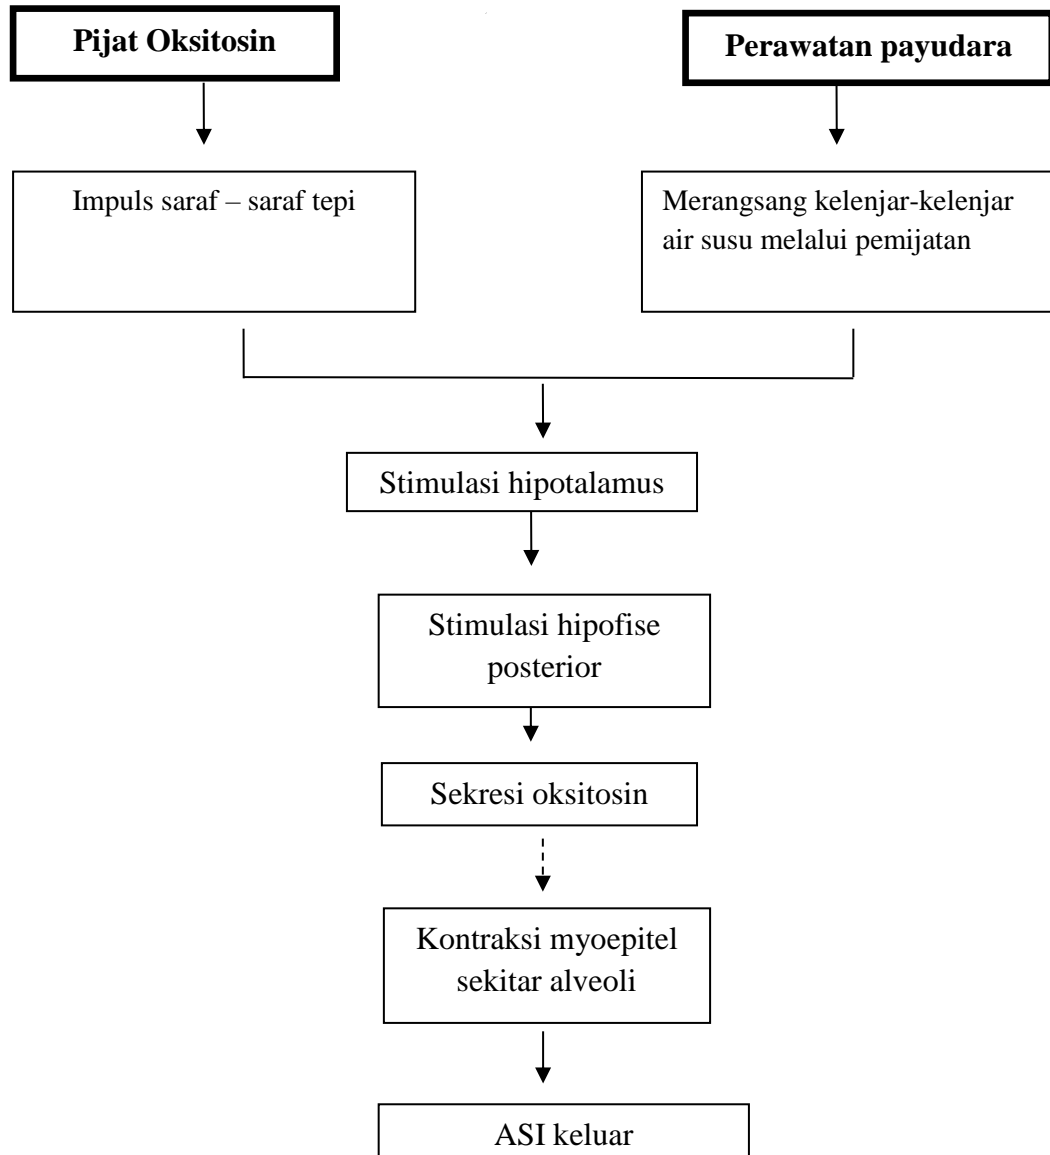 Pijat Oksitosin
Perawatan payudara
Impuls saraf – saraf tepi
Merangsang kelenjar-kelenjar
air susu melalui pemijatan
Stimulasi hipotalamus
Stimulasi hipofise
posterior
Sekresi oksitosin
Kontraksi myoepitel
sekitar alveoli
ASI keluar